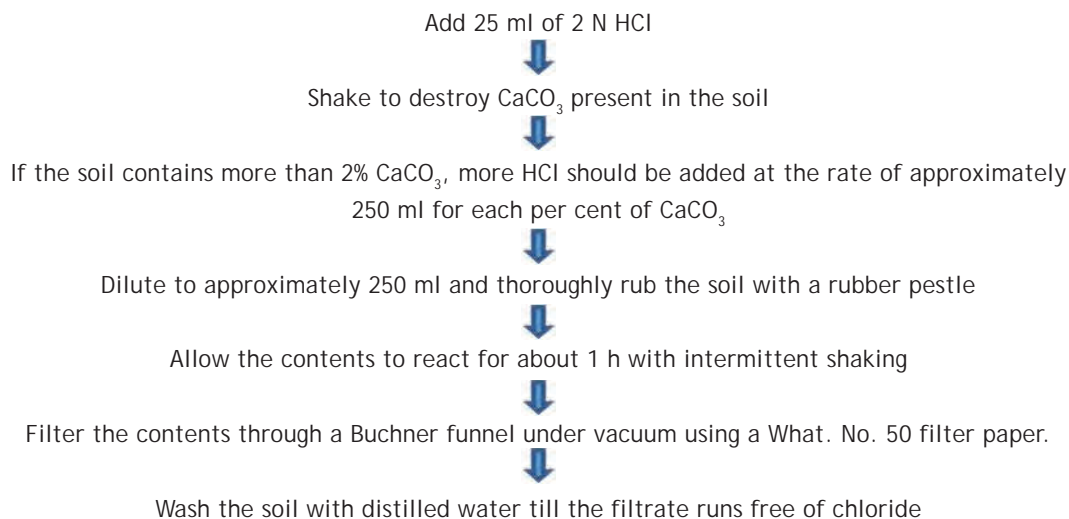 Add 25 ml of 2 N HCl
Shake to destroy CaCO₃ present in the soil
If the soil contains more than 2% CaCO₃, more HCl should be added at the rate of approximately
250 ml for each per cent of CaCO₃
Dilute to approximately 250 ml and thoroughly rub the soil with a rubber pestle
Allow the contents to react for about 1 h with intermittent shaking
Filter the contents through a Buchner funnel under vacuum using a What. No. 50 filter paper.
Wash the soil with distilled water till the filtrate runs free of chloride